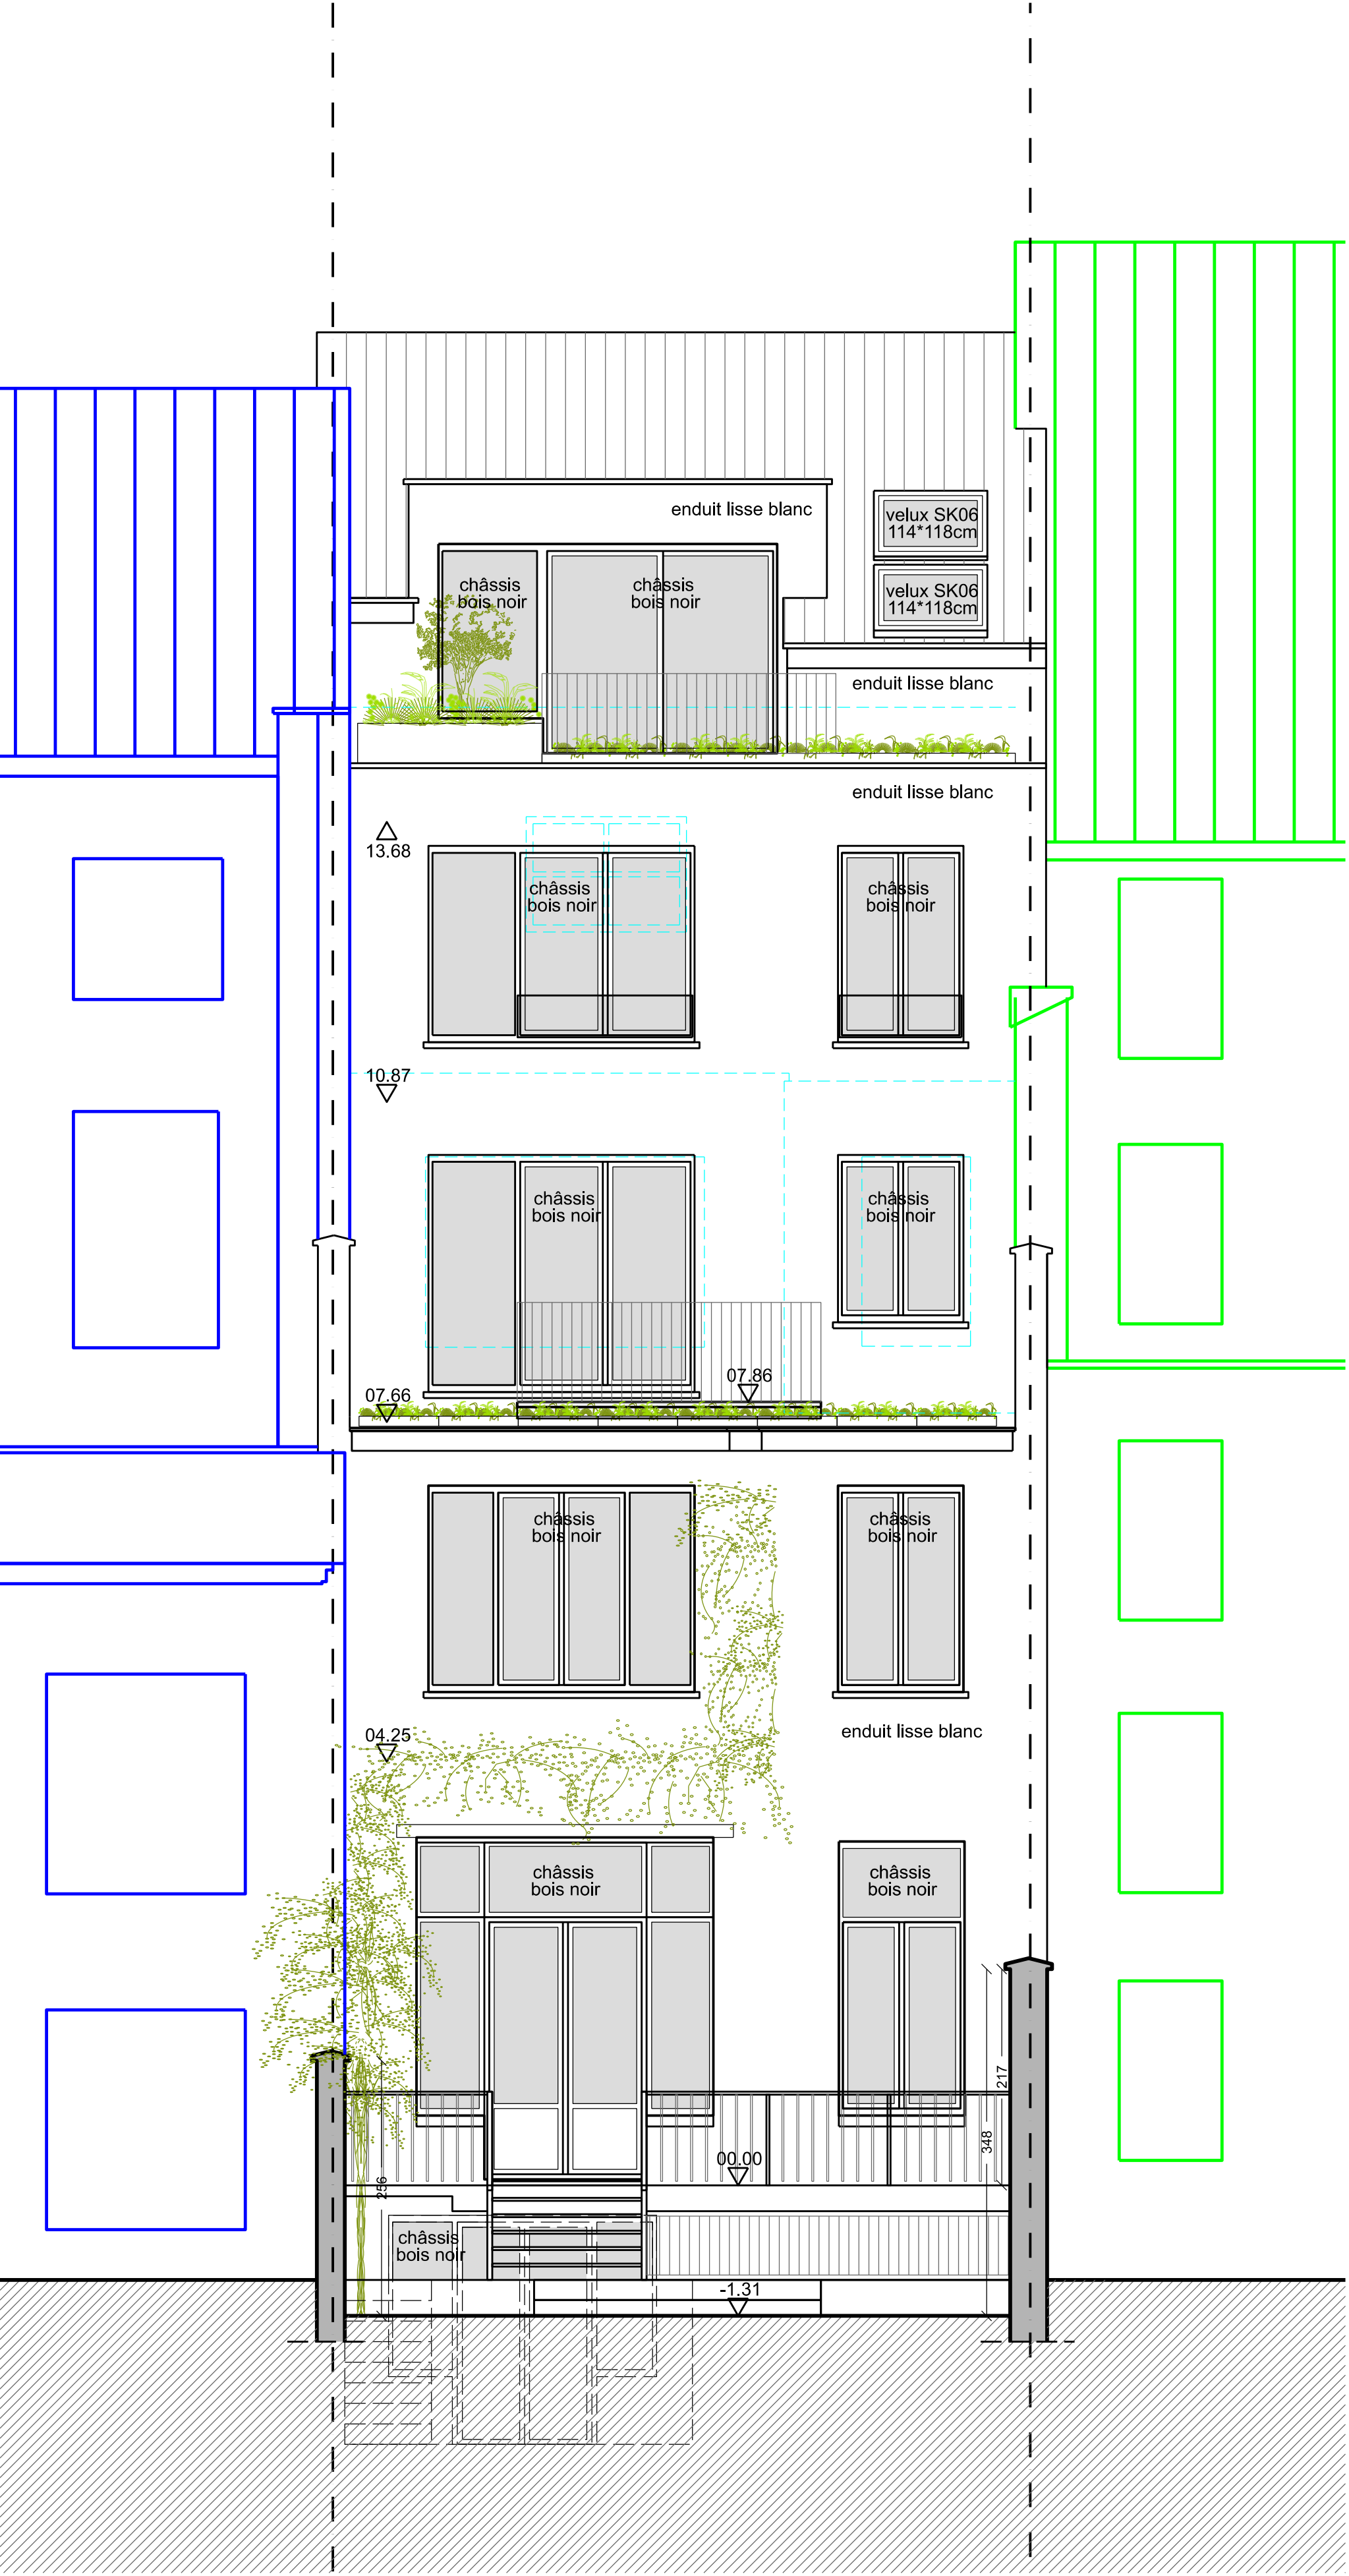 enduit lisse blanc
velux SK06
114*118cm
châssis
bois noir
châssis
bois noir
velux SK06
114*118cm
enduit lisse blanc
enduit lisse blanc
13.68
châssis
bois noir
châssis
bois noir
10.87
châssis
bois noir
châssis
bois noir
07.86
07.66
châssis
bois noir
châssis
bois noir
04.25
enduit lisse blanc
châssis
bois noir
châssis
bois noir
217
348
00.00
256
châssis
bois noir
-1.31